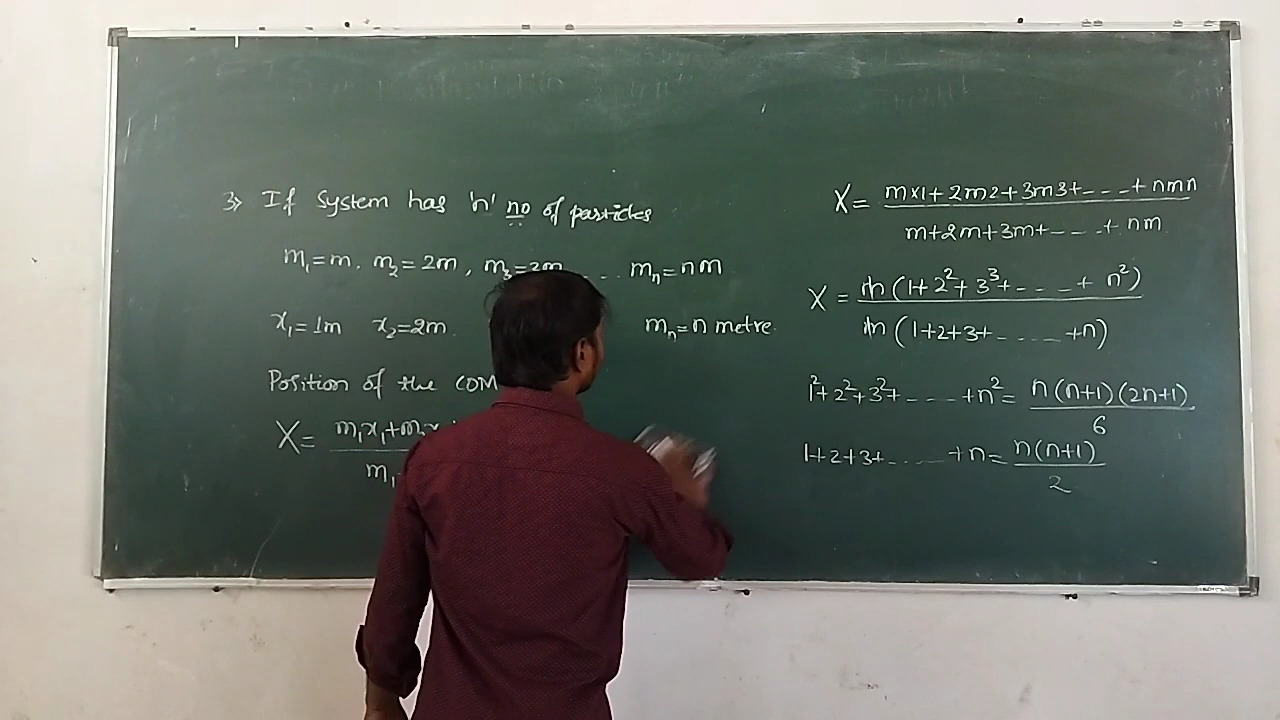 3» If System has 'n' no of particles
m₁=m, m₂=2m, m₃=3m . . . mₙ=nm
x₁=1m x₂=2m. mₙ=n metre.
Position of the COM
X= m₁x₁+m₂x
m₁
X= mx1+2m2+3m3+----+nmn / m+2m+3m+----+nm
X= m(1+2²+3³+----+n²) / m(1+2+3+----+n)
1²+2²+3²+----+n²= n(n+1)(2n+1) / 6
1+2+3+----+n= n(n+1) / 2